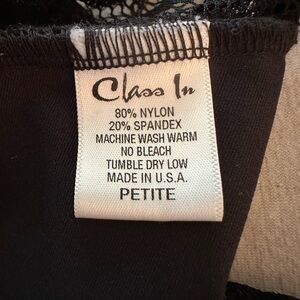 Class In
80% NYLON
20% SPANDEX
MACHINE WASH WARM
NO BLEACH
TUMBLE DRY LOW
MADE IN U.S.A.
PETITE